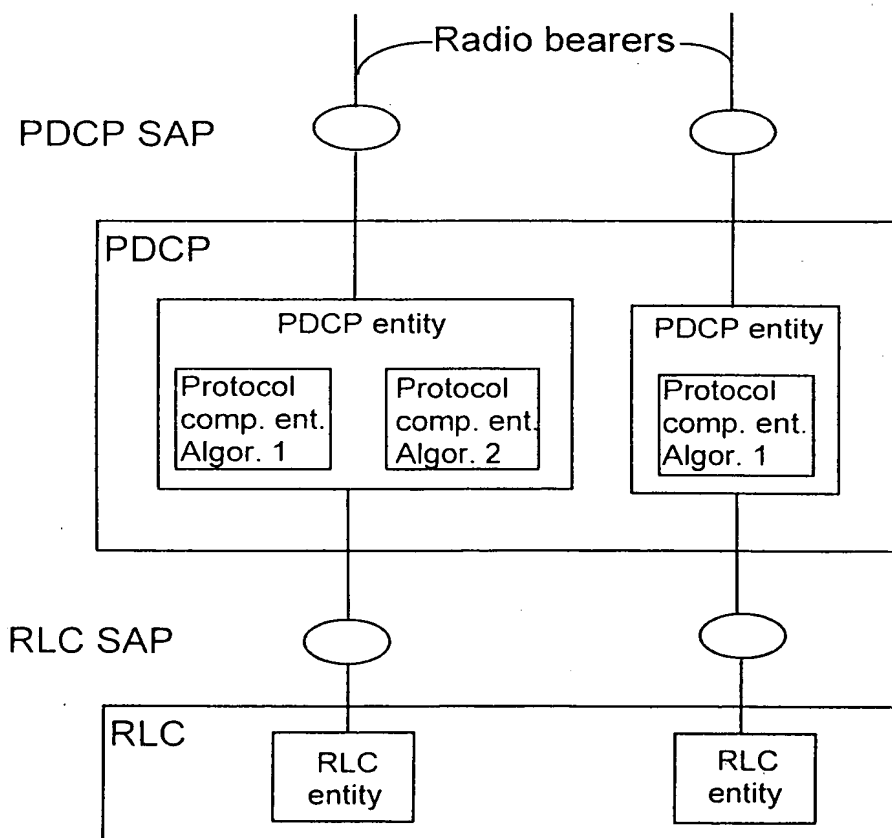 Radio bearers
PDCP SAP
PDCP
PDCP entity
Protocol
comp. ent.
Algor. 1
Protocol
comp. ent.
Algor. 2
PDCP entity
Protocol
comp. ent.
Algor. 1
RLC SAP
RLC
RLC
entity
RLC
entity